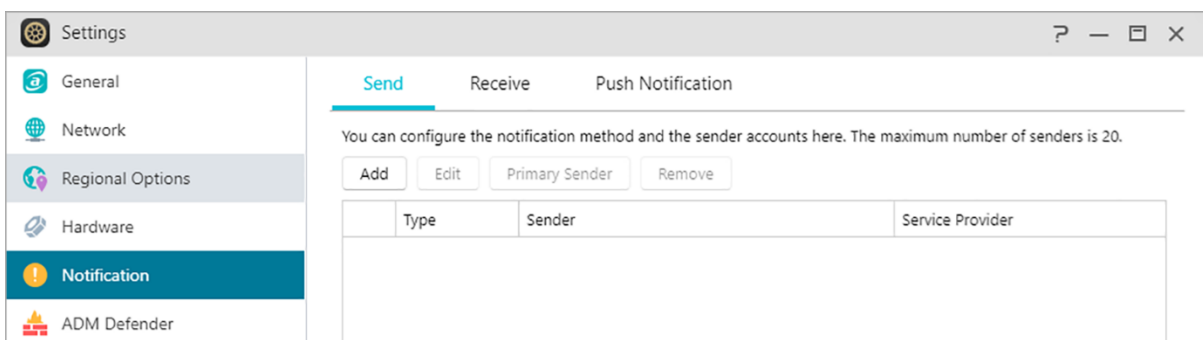 Settings
General
Network
Regional Options
Hardware
Notification
ADM Defender
Send Receive Push Notification
You can configure the notification method and the sender accounts here. The maximum number of senders is 20.
Add Edit Primary Sender Remove
Type Sender Service Provider